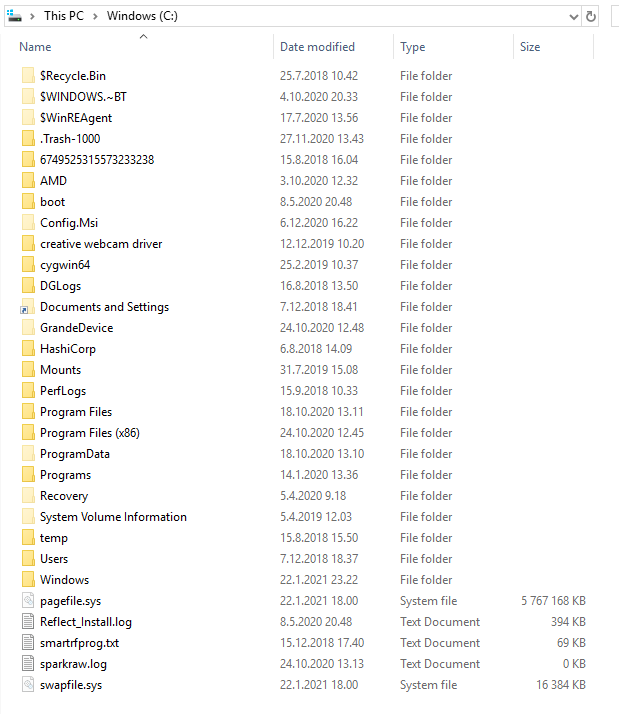 This PC > Windows (C:)
Name Date modified Type Size
$Recycle.Bin 25.7.2018 10.42 File folder
$WINDOWS.~BT 4.10.2020 20.33 File folder
$WinREAgent 17.7.2020 13.56 File folder
.Trash-1000 27.11.2020 13.43 File folder
6749525315573233238 15.8.2018 16.04 File folder
AMD 3.10.2020 12.32 File folder
boot 8.5.2020 20.48 File folder
Config.Msi 6.12.2020 16.22 File folder
creative webcam driver 12.12.2019 10.20 File folder
cygwin64 25.2.2019 10.37 File folder
DGLogs 16.8.2018 13.50 File folder
Documents and Settings 7.12.2018 18.41 File folder
GrandeDevice 24.10.2020 12.48 File folder
HashiCorp 6.8.2018 14.09 File folder
Mounts 31.7.2019 15.08 File folder
PerfLogs 15.9.2018 10.33 File folder
Program Files 18.10.2020 13.11 File folder
Program Files (x86) 24.10.2020 12.45 File folder
ProgramData 18.10.2020 13.10 File folder
Programs 14.1.2020 13.36 File folder
Recovery 5.4.2020 9.18 File folder
System Volume Information 5.4.2019 12.03 File folder
temp 15.8.2018 15.50 File folder
Users 7.12.2018 18.37 File folder
Windows 22.1.2021 23.22 File folder
pagefile.sys 22.1.2021 18.00 System file 5 767 168 KB
Reflect_Install.log 8.5.2020 20.48 Text Document 394 KB
smartrfprog.txt 15.12.2018 17.40 Text Document 69 KB
sparkraw.log 24.10.2020 13.13 Text Document 0 KB
swapfile.sys 22.1.2021 18.00 System file 16 384 KB